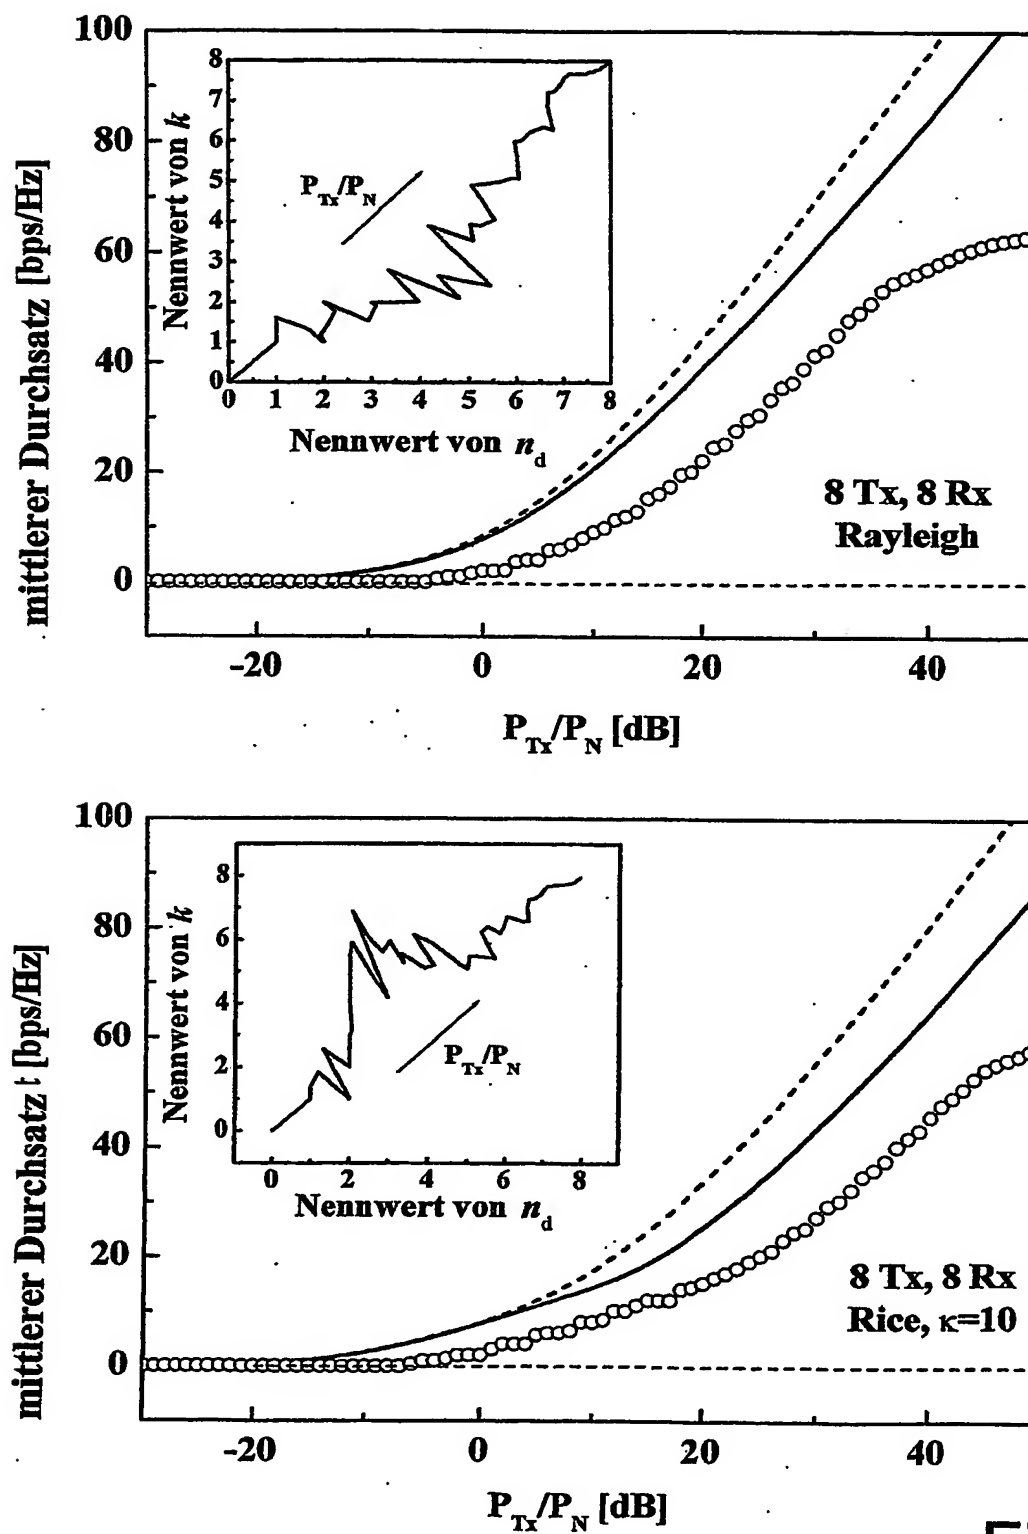 100
80
60
40
20
0
mittlerer Durchsatz [bps/Hz]
8
7
6
5
4
3
2
1
0
Nennwert von k
P_Tx/P_N
0 1 2 3 4 5 6 7 8
Nennwert von n_d
8 Tx, 8 Rx
Rayleigh
-20 0 20 40
P_Tx/P_N [dB]
100
80
60
40
20
0
mittlerer Durchsatz [bps/Hz]
8
6
4
2
0
Nennwert von k
P_Tx/P_N
0 2 4 6 8
Nennwert von n_d
8 Tx, 8 Rx
Rice, κ=10
-20 0 20 40
P_Tx/P_N [dB]